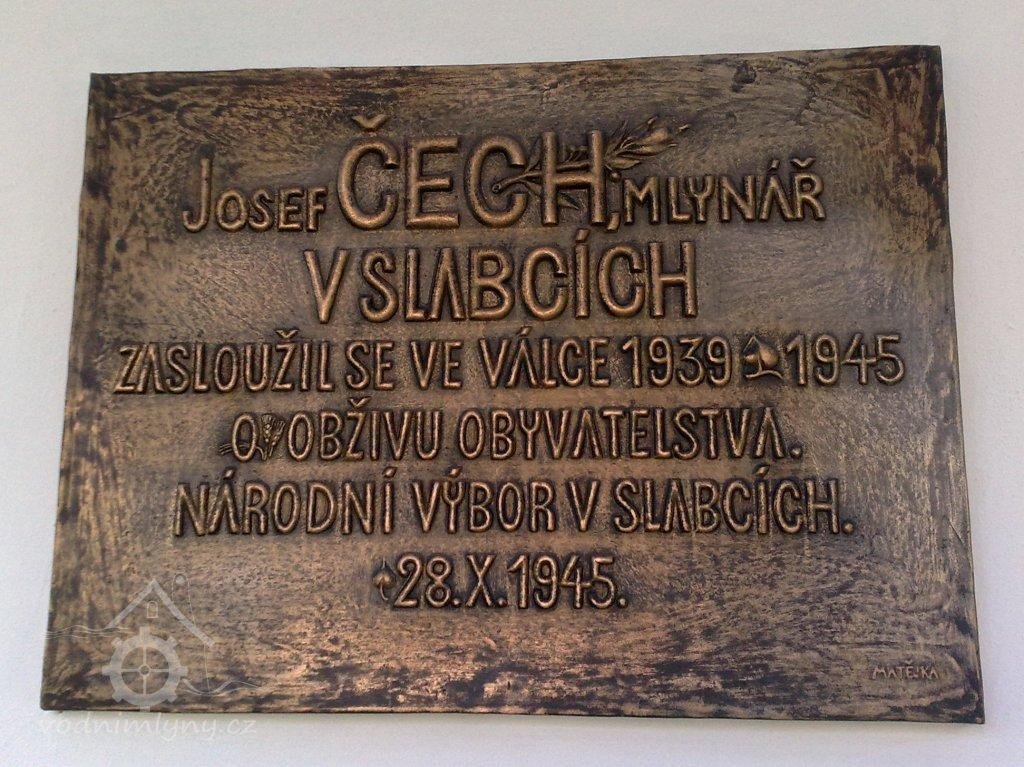 Josef ČECH, MLYNÁŘ
V SLABCÍCH
ZASLOUŽIL SE VE VÁLCE 1939 1945
O OBŽIVU OBYVATELSTVA.
NÁRODNÍ VÝBOR V SLABCÍCH.
28.X.1945.
MATĚJKA
vodnimlyny.cz